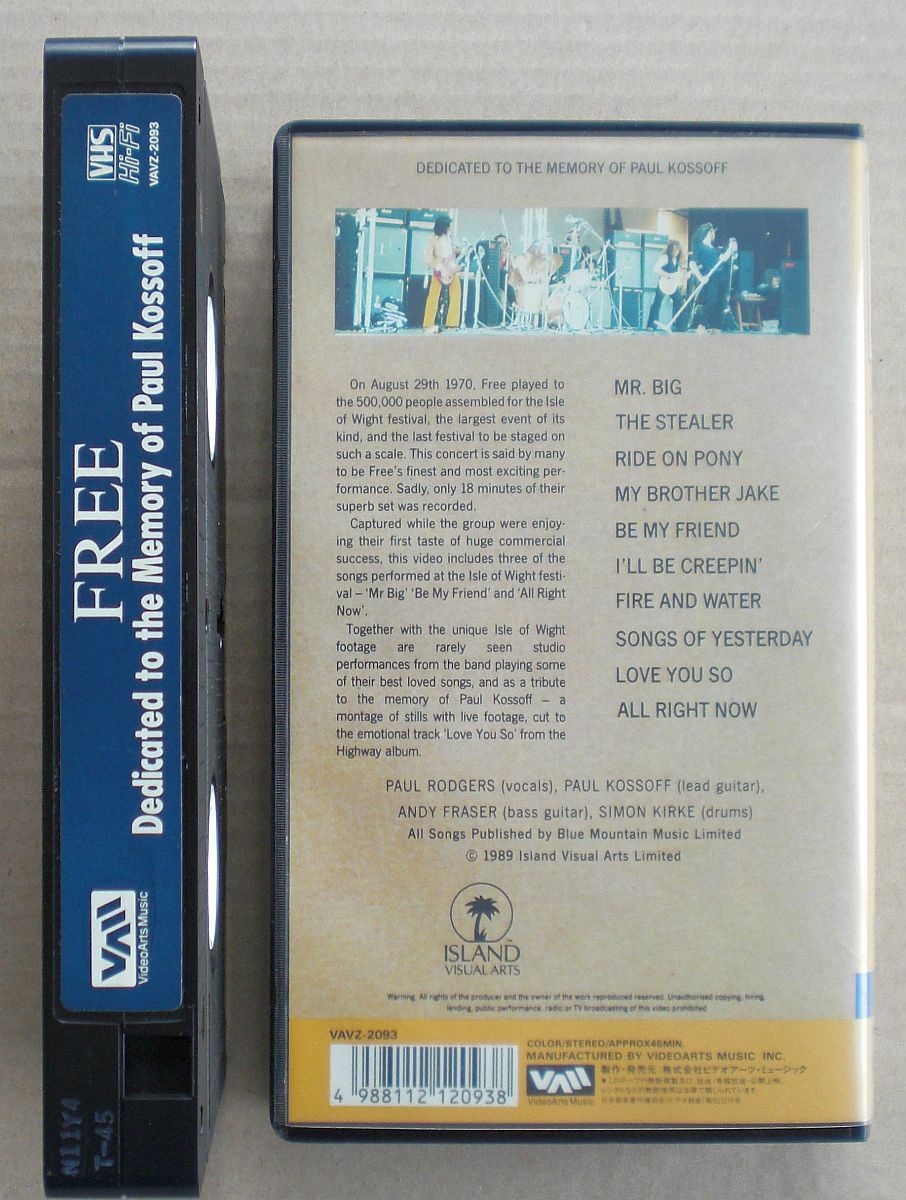 VHS
Hi-Fi
VAVZ-2093
FREE
Dedicated to the Memory of Paul Kossoff
VideoArts Music
N11Y4
T-45
DEDICATED TO THE MEMORY OF PAUL KOSSOFF
On August 29th 1970, Free played to
the 500,000 people assembled for the Isle
of Wight festival, the largest event of its
kind, and the last festival to be staged on
such a scale. This concert is said by many
to be Free's finest and most exciting per-
formance. Sadly, only 18 minutes of their
superb set was recorded.
Captured while the group were enjoy-
ing their first taste of huge commercial
success, this video includes three of the
songs performed at the Isle of Wight festi-
val – 'Mr Big' 'Be My Friend' and 'All Right
Now'.
Together with the unique Isle of Wight
footage are rarely seen studio
performances from the band playing some
of their best loved songs, and as a tribute
to the memory of Paul Kossoff – a
montage of stills with live footage, cut to
the emotional track 'Love You So' from the
Highway album.
MR. BIG
THE STEALER
RIDE ON PONY
MY BROTHER JAKE
BE MY FRIEND
I'LL BE CREEPIN'
FIRE AND WATER
SONGS OF YESTERDAY
LOVE YOU SO
ALL RIGHT NOW
PAUL RODGERS (vocals), PAUL KOSSOFF (lead guitar),
ANDY FRASER (bass guitar), SIMON KIRKE (drums)
All Songs Published by Blue Mountain Music Limited
© 1989 Island Visual Arts Limited
ISLAND
VISUAL ARTS
Warning. All rights of the producer and the owner of the work reproduced reserved. Unauthorised copying, hiring,
lending, public performance, radio or TV broadcasting of this video prohibited
VAVZ-2093
4 988112 120938
COLOR/STEREO/APPROX45MIN.
MANUFACTURED BY VIDEOARTS MUSIC INC.
製作・発売元：株式会社ビデオアーツ・ミュージック
VideoArts Music